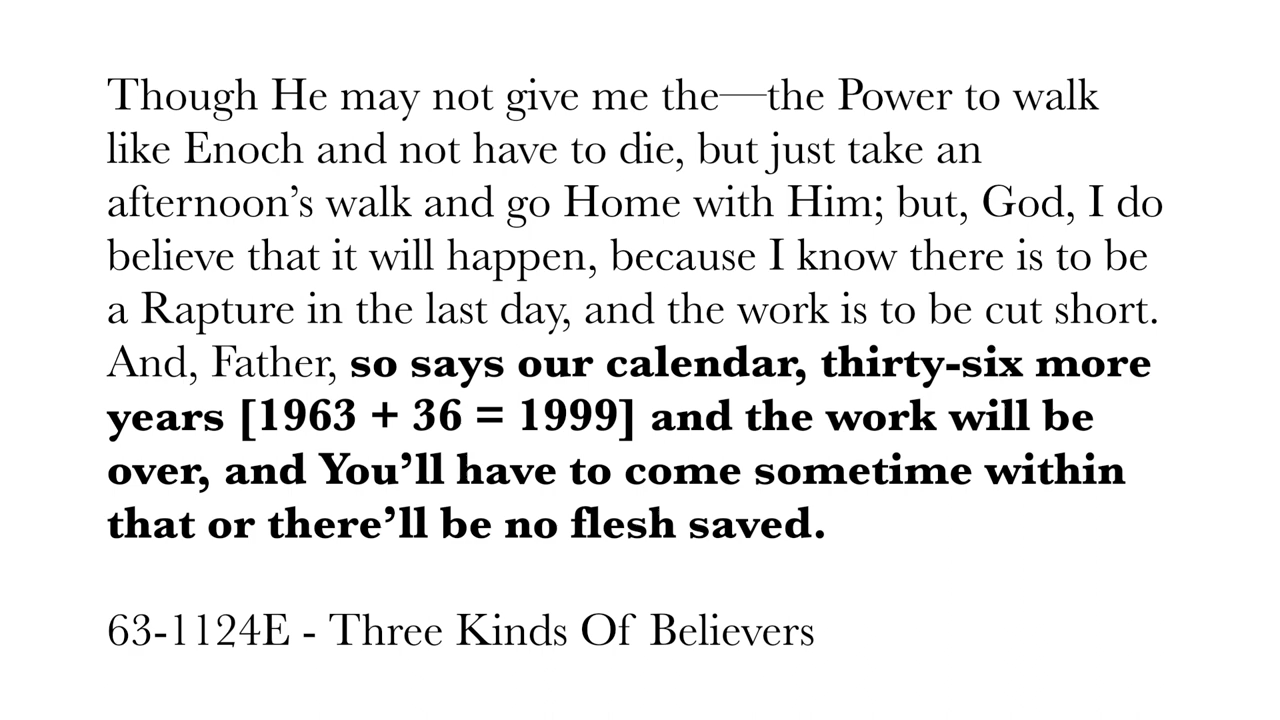 Though He may not give me the—the Power to walk
like Enoch and not have to die, but just take an
afternoon’s walk and go Home with Him; but, God, I do
believe that it will happen, because I know there is to be
a Rapture in the last day, and the work is to be cut short.
And, Father, so says our calendar, thirty-six more
years [1963 + 36 = 1999] and the work will be
over, and You’ll have to come sometime within
that or there’ll be no flesh saved.
63-1124E - Three Kinds Of Believers